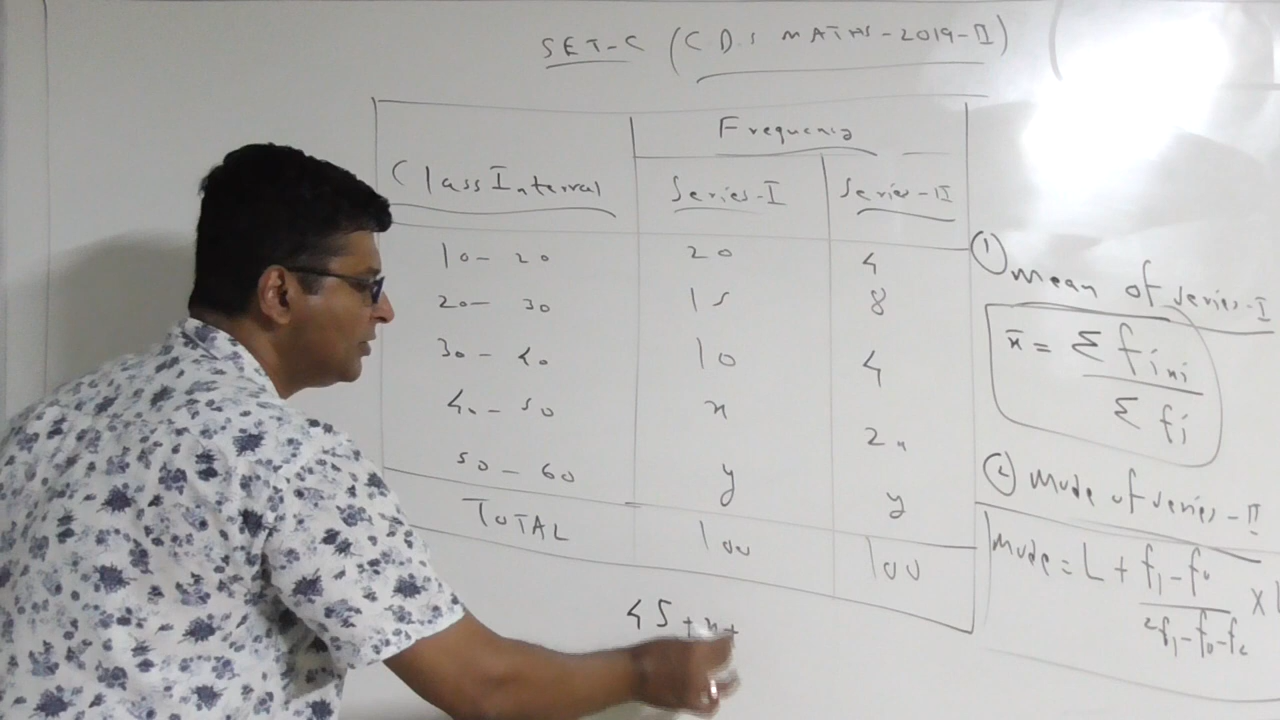 SET-C (CDS MATHS-2019-II)
Frequency
Class Interval Series-I Series-II
10-20 20 4
20-30 15 8
30-40 10 4
40-50 x 2x
50-60 y y
TOTAL 100 100
45+x+
① mean of series-I
x̄ = Σ fixi / Σ fi
② Mode of series-II
Mode = L + f1-f0 / 2f1-f0-f2 X